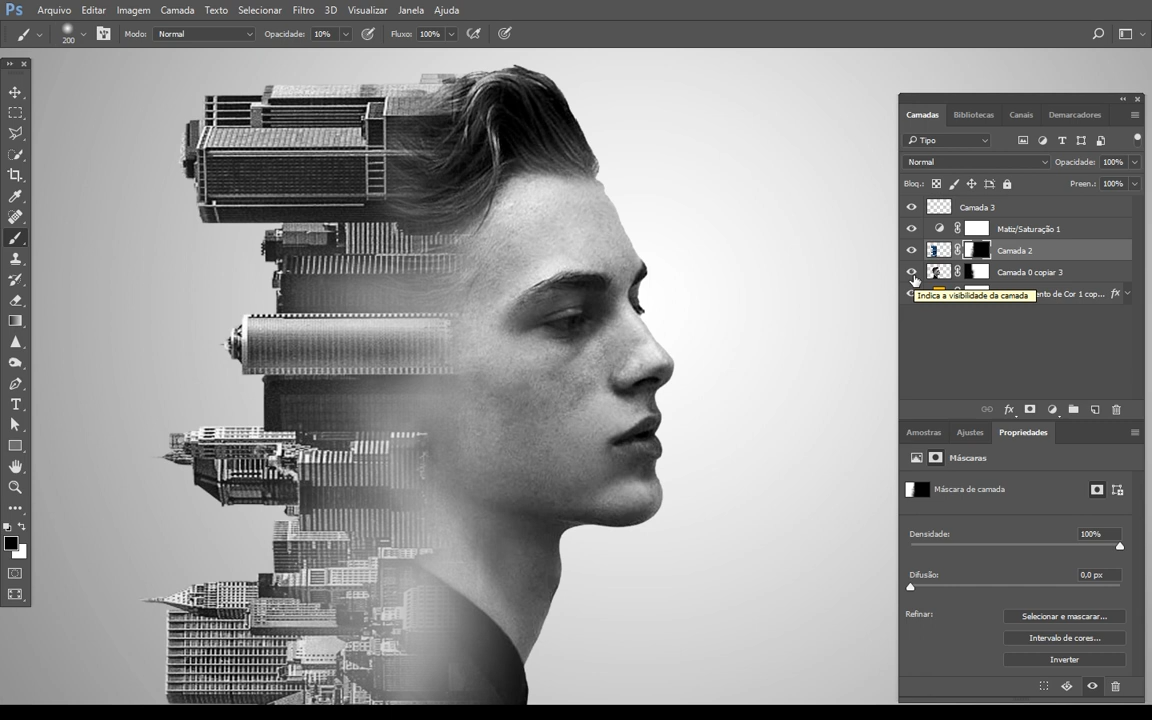 Ps Arquivo Editar Imagem Camada Texto Selecionar Filtro 3D Visualizar Janela Ajuda
200 Modo: Normal Opacidade: 10% Fluxo: 100%
Camadas Bibliotecas Canais Demarcadores
Tipo
Normal Opacidade: 100%
Bloq.: Preen.: 100%
Camada 3
Matiz/Saturação 1
Camada 2
Camada 0 copiar 3
ento de Cor 1 cop... fx
Indica a visibilidade da camada
fx
Amostras Ajustes Propriedades
Máscaras
Máscara de camada
Densidade: 100%
Difusão: 0,0 px
Refinar: Selecionar e mascarar...
Intervalo de cores...
Inverter